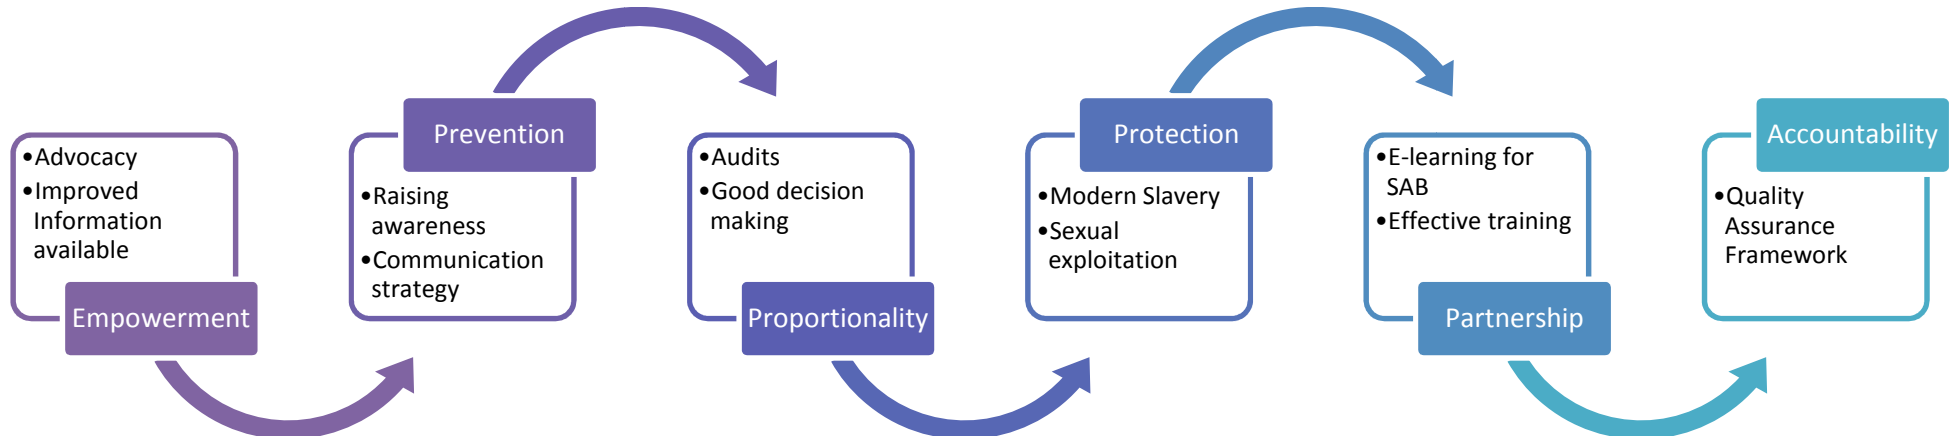 •Advocacy
•Improved
Information
available
Empowerment
Prevention
•Raising
awareness
•Communication
strategy
•Audits
•Good decision
making
Proportionality
Protection
•Modern Slavery
•Sexual
exploitation
•E-learning for
SAB
•Effective training
Partnership
Accountability
•Quality
Assurance
Framework